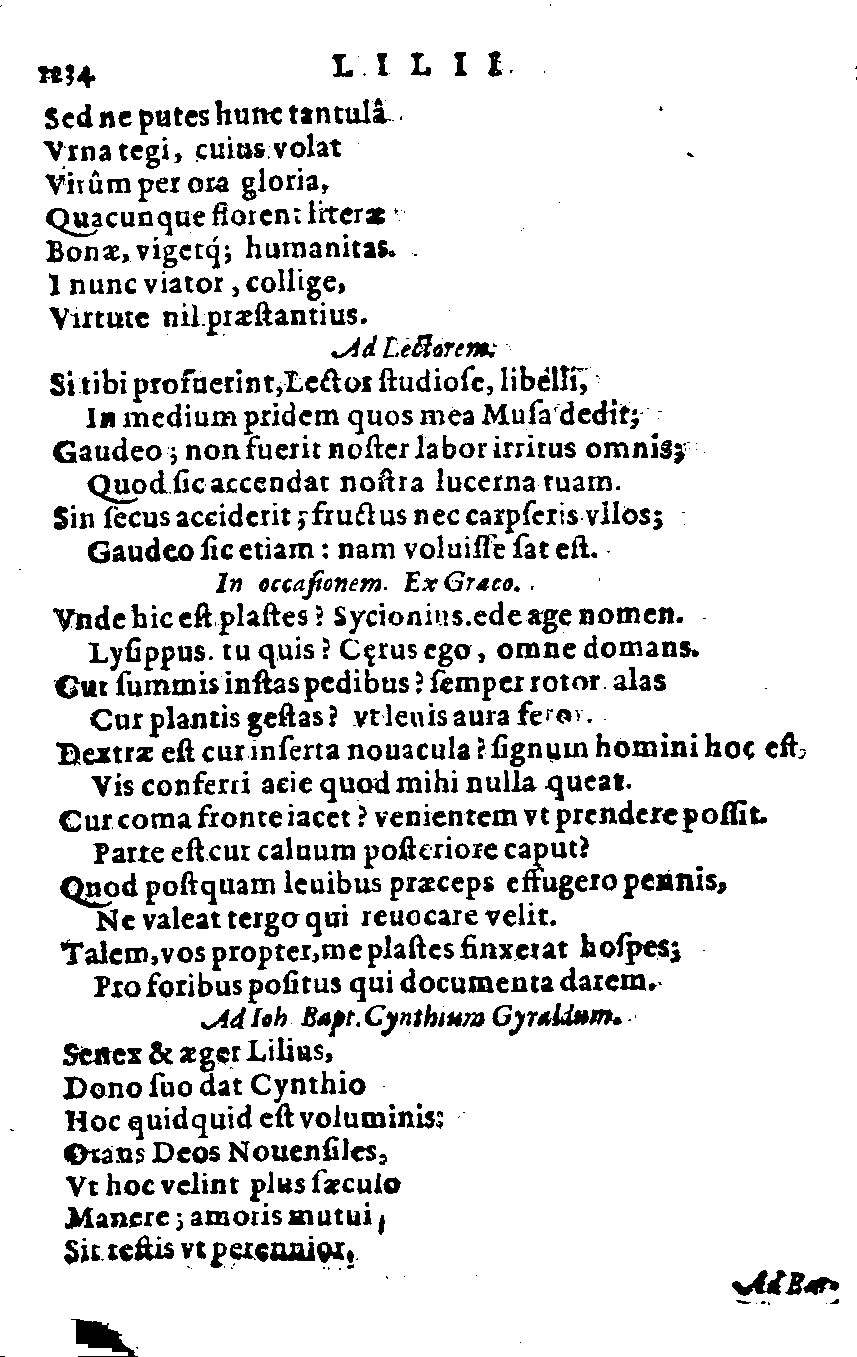 1234 LILII
Sed ne putes hunc tantulâ
Vrna tegi, cuius volat
Virûm per ora gloria,
Quacunque florent literæ
Bonæ, vigetq́; humanitas.
I nunc viator, collige,
Virtute nil præſtantius.
Ad Lectorem.
Si tibi profuerint, Lector ſtudioſe, libelli,
In medium pridem quos mea Muſa dedit;
Gaudeo; non fuerit noſter labor irritus omnis;
Quod ſic accendat noſtra lucerna tuam.
Sin ſecus acciderit; fructus nec carpſeris vllos;
Gaudeo ſic etiam: nam voluiſſe ſat eſt.
In occaſionem. Ex Græco.
Vnde hic eſt plaſtes? Sycionius. ede age nomen.
Lyſippus. tu quis? Cęrus ego, omne domans.
Cur ſummis inſtas pedibus? ſemper rotor. alas
Cur plantis geſtas? vt leuis aura feror.
Dextræ eſt cur inſerta nouacula? ſignum homini hoc eſt,
Vis conferri acie quod mihi nulla queat.
Cur coma fronte iacet? venientem vt prendere poſſit.
Parte eſt cur caluum poſteriore caput?
Quod poſtquam leuibus præceps effugero pennis,
Ne valeat tergo qui reuocare velit.
Talem, vos propter, me plaſtes finxerat hoſpes;
Pro foribus poſitus qui documenta darem.
Ad Ioh Bapt. Cynthium Gyraldum.
Senex & æger Lilius,
Dono ſuo dat Cynthio
Hoc quidquid eſt voluminis:
Orans Deos Nouenſiles,
Vt hoc velint plus ſæculo
Manere; amoris mutui,
Sit teſtis vt perennior,
Ad Bar-